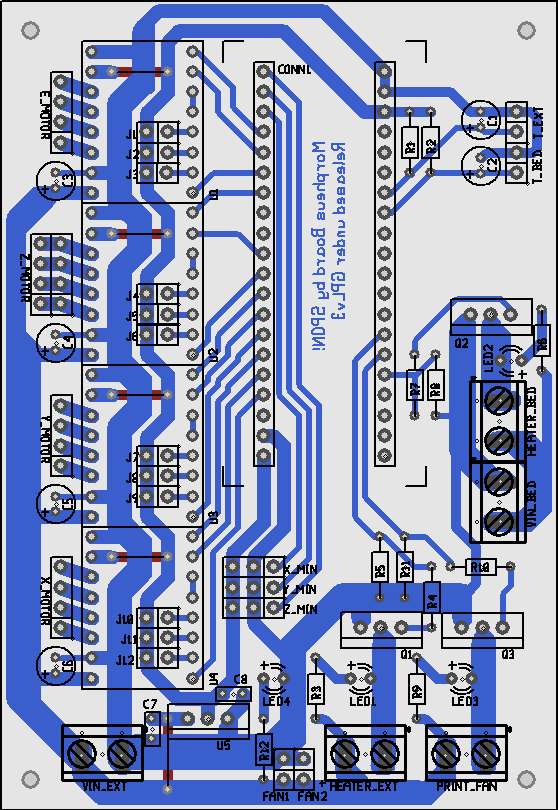 CONN1
E_MOTOR
J1
J2
J3
C3
U1
R1
R2
C1
C2
T_EXT
T_BED
Released under GPLv3
Morpheus Board by SPON!
Z_MOTOR
J4
J5
J6
C4
U2
Q2
LED2
R6
R7
R8
HEATER_BED
VIN_BED
Y_MOTOR
J7
J8
J9
C5
U3
X_MOTOR
J10
J11
J12
C6
U4
X_MIN
Y_MIN
Z_MIN
R5
R11
R10
R4
Q1
Q3
C8
C7
U5
LED4
R3
LED1
R9
LED3
R12
VIN_EXT
FAN1
FAN2
HEATER_EXT
PRINT_FAN